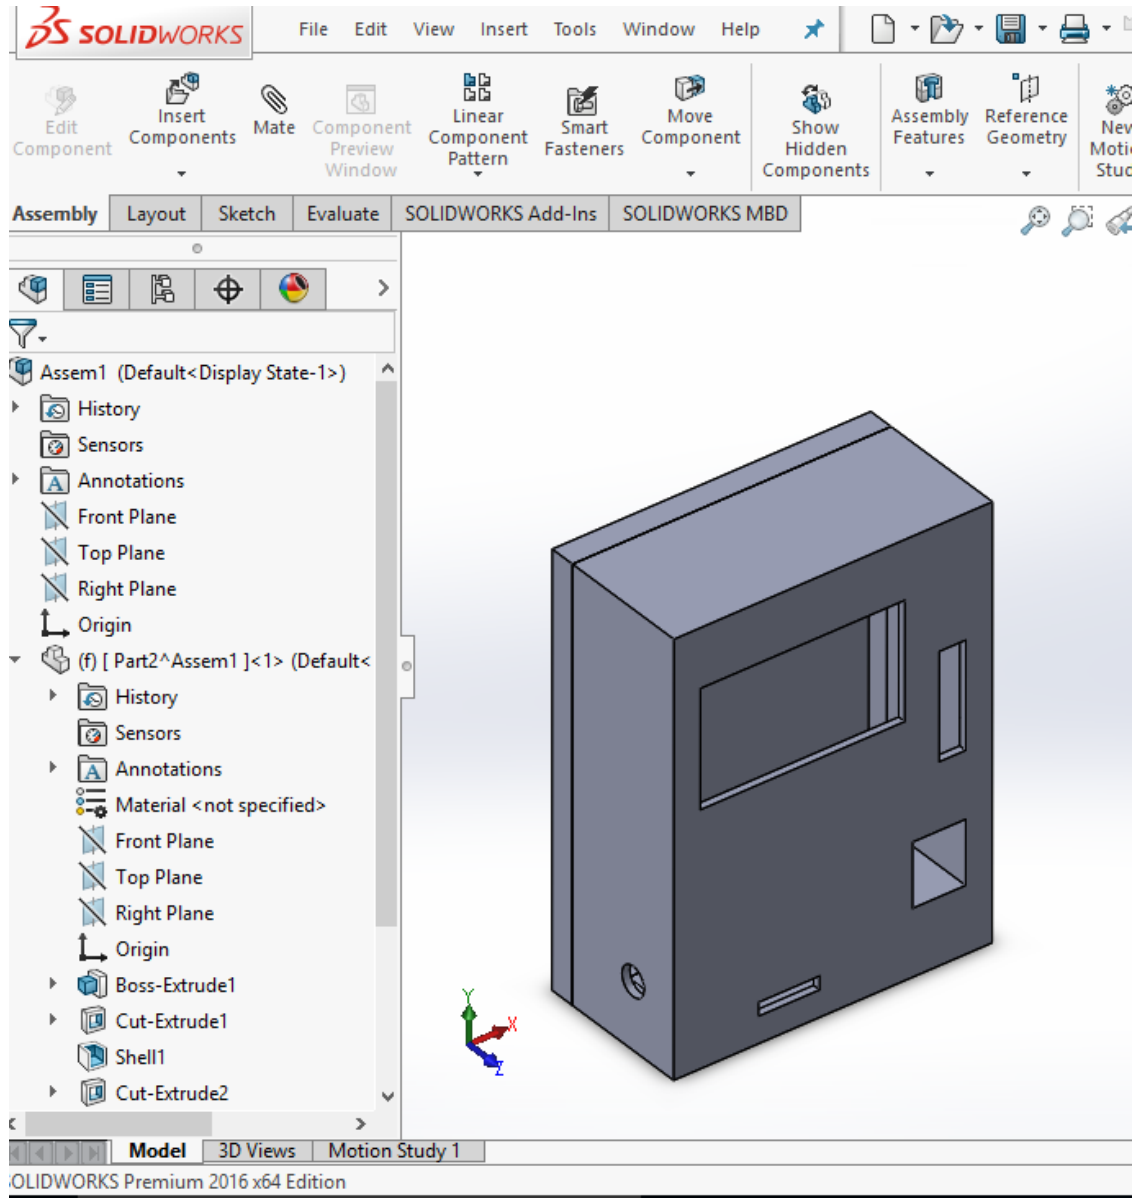 SOLIDWORKS
File Edit View Insert Tools Window Help
Edit Component
Insert Components
Mate
Component Preview Window
Linear Component Pattern
Smart Fasteners
Move Component
Show Hidden Components
Assembly Features
Reference Geometry
New
Assembly Layout Sketch Evaluate SOLIDWORKS Add-Ins SOLIDWORKS MBD
Assem1 (Default<Display State-1>)
History
Sensors
A Annotations
Front Plane
Top Plane
Right Plane
Origin
(f) [ Part2^Assem1 ]<1> (Default<
History
Sensors
A Annotations
Material <not specified>
Front Plane
Top Plane
Right Plane
Origin
Boss-Extrude1
Cut-Extrude1
Shell1
Cut-Extrude2
Y
X
Z
Model 3D Views Motion Study 1
SOLIDWORKS Premium 2016 x64 Edition